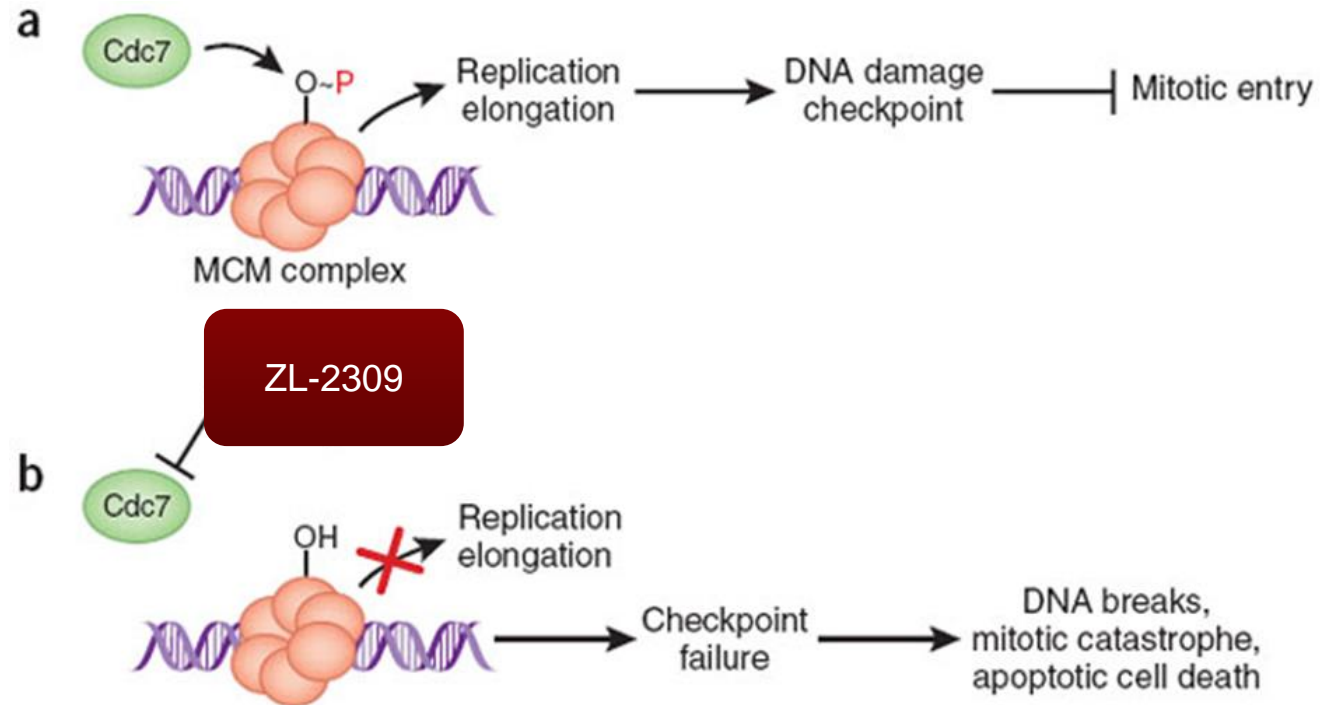 a
Cdc7
O~P
Replication
elongation
DNA damage
checkpoint
Mitotic entry
MCM complex
ZL-2309
b
Cdc7
OH
Replication
elongation
Checkpoint
failure
DNA breaks,
mitotic catastrophe,
apoptotic cell death